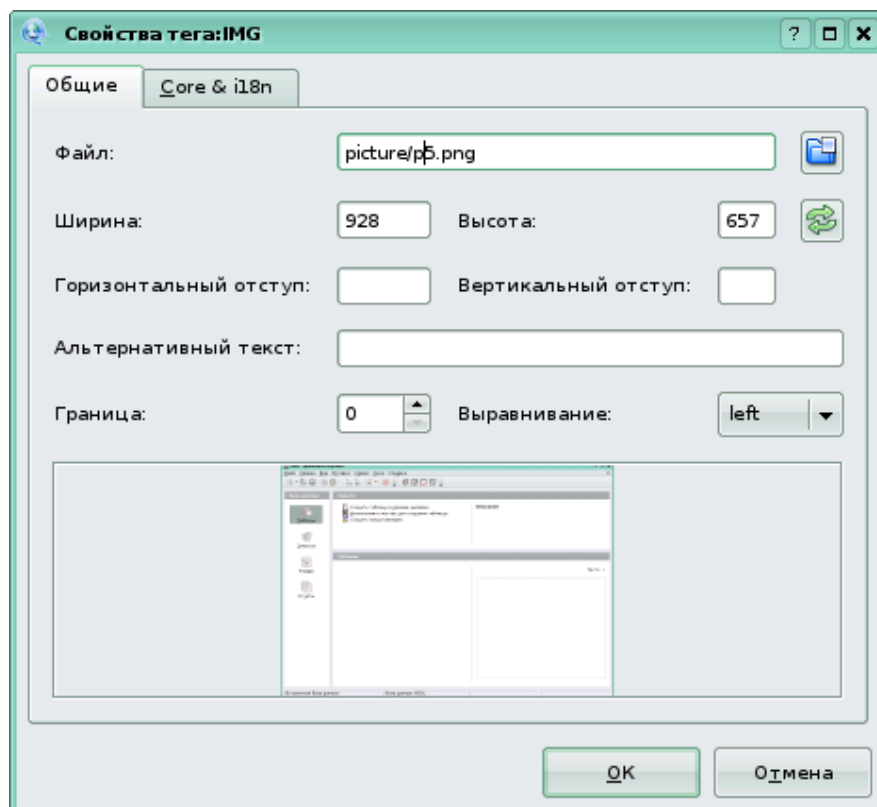 Свойства тега:IMG
Общие
Core & i18n
Файл:
picture/p5.png
Ширина:
928
Высота:
657
Горизонтальный отступ:
Вертикальный отступ:
Альтернативный текст:
Граница:
0
Выравнивание:
left
OK
Отмена